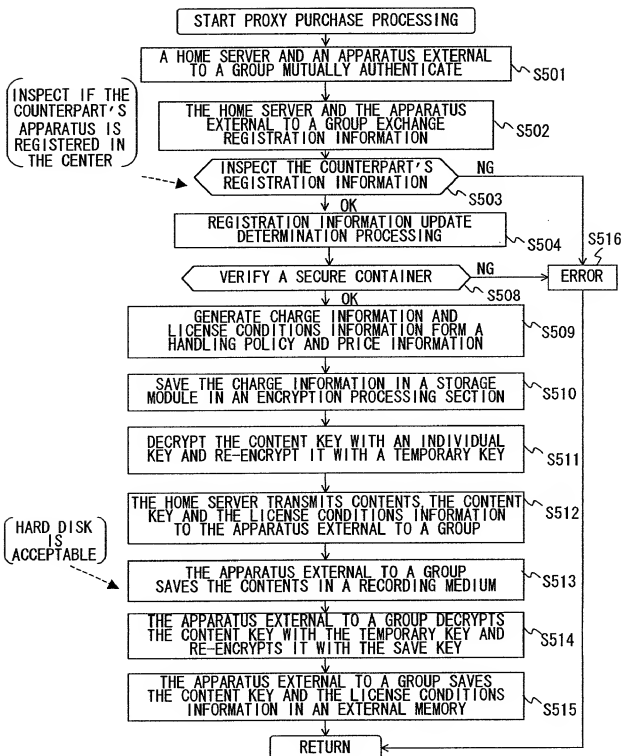 START PROXY PURCHASE PROCESSING
A HOME SERVER AND AN APPARATUS EXTERNAL
TO A GROUP MUTUALLY AUTHENTICATE
S501
INSPECT IF THE
COUNTERPART'S
APPARATUS IS
REGISTERED IN
THE CENTER
THE HOME SERVER AND THE APPARATUS
EXTERNAL TO A GROUP EXCHANGE
REGISTRATION INFORMATION
S502
INSPECT THE COUNTERPART'S
REGISTRATION INFORMATION
NG
S503
OK
REGISTRATION INFORMATION UPDATE
DETERMINATION PROCESSING
S504
S516
ERROR
VERIFY A SECURE CONTAINER
NG
S508
OK
GENERATE CHARGE INFORMATION AND
LICENSE CONDITIONS INFORMATION FORM A
HANDLING POLICY AND PRICE INFORMATION
S509
SAVE THE CHARGE INFORMATION IN A STORAGE
MODULE IN AN ENCRYPTION PROCESSING SECTION
S510
DECRYPT THE CONTENT KEY WITH AN INDIVIDUAL
KEY AND RE-ENCRYPT IT WITH A TEMPORARY KEY
S511
THE HOME SERVER TRANSMITS CONTENTS, THE CONTENT
KEY AND THE LICENSE CONDITIONS INFORMATION
TO THE APPARATUS EXTERNAL TO A GROUP
S512
HARD DISK
IS
ACCEPTABLE
THE APPARATUS EXTERNAL TO A GROUP
SAVES THE CONTENTS IN A RECORDING MEDIUM
S513
THE APPARATUS EXTERNAL TO A GROUP DECRYPTS
THE CONTENT KEY WITH THE TEMPORARY KEY AND
RE-ENCRYPTS IT WITH THE SAVE KEY
S514
THE APPARATUS EXTERNAL TO A GROUP SAVES
THE CONTENT KEY AND THE LICENSE CONDITIONS
INFORMATION IN AN EXTERNAL MEMORY
S515
RETURN